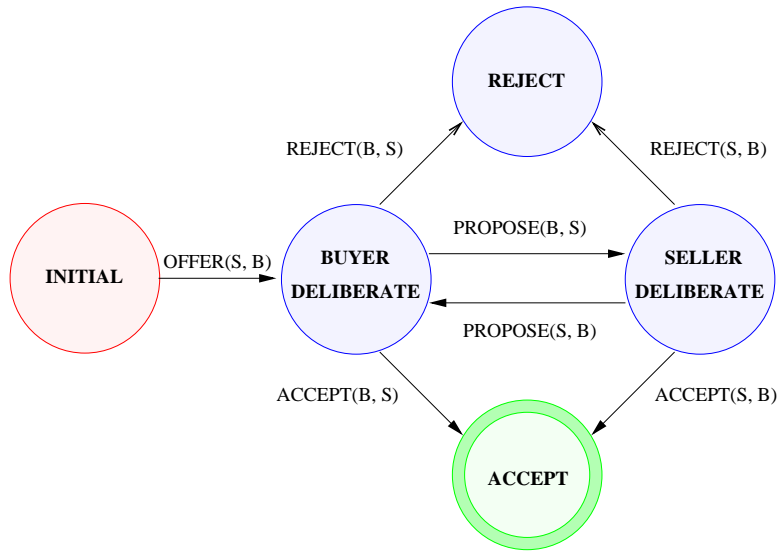 REJECT
REJECT(B, S)
REJECT(S, B)
INITIAL
OFFER(S, B)
BUYER
DELIBERATE
PROPOSE(B, S)
PROPOSE(S, B)
SELLER
DELIBERATE
ACCEPT(B, S)
ACCEPT(S, B)
ACCEPT